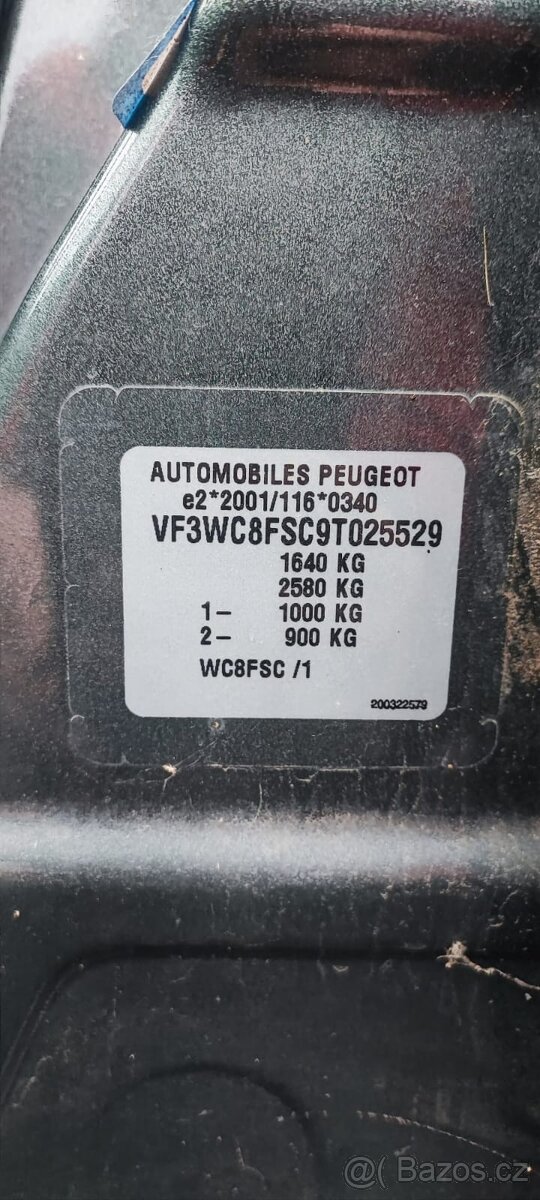 AUTOMOBILES PEUGEOT
e2*2001/116*0340
VF3WC8FSC9T025529
1640 KG
2580 KG
1- 1000 KG
2- 900 KG
WC8FSC /1
200322579
@( Bazos.cz